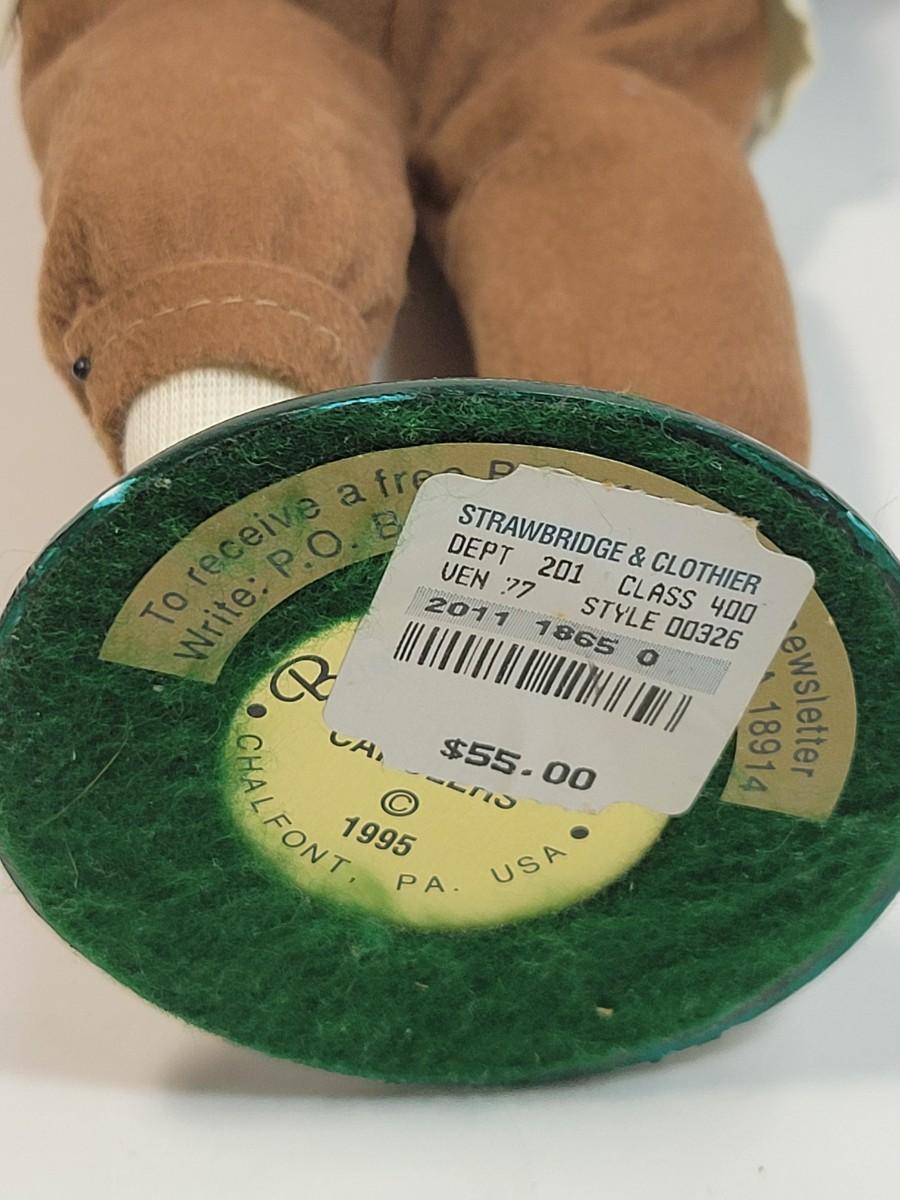 To receive a free
Write: P.O. B
newsletter
18914
STRAWBRIDGE & CLOTHIER
DEPT 201 CLASS 400
VEN 77 STYLE 00326
2011 1865 0
$55.00
B
CAROLERS
©
1995
CHALFONT, PA. USA